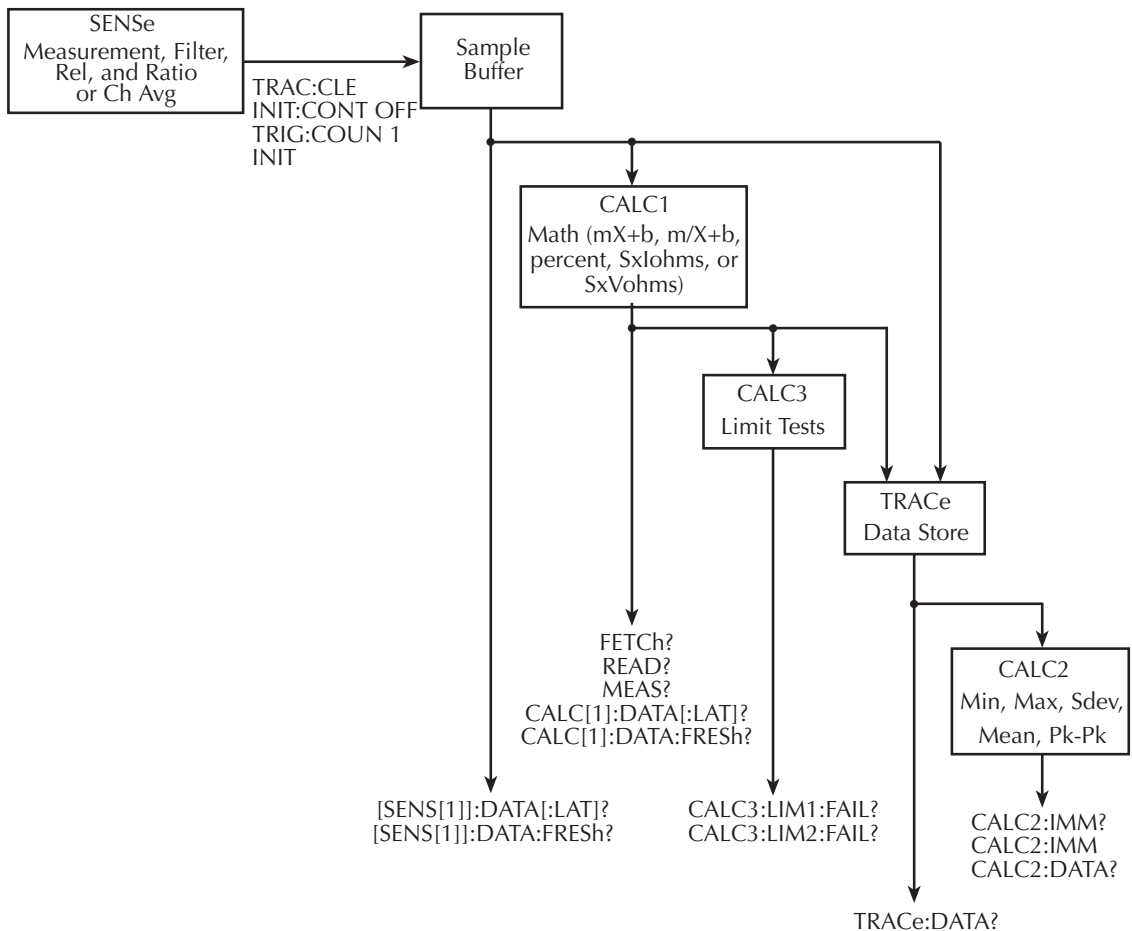 SENSe
Measurement, Filter,
Rel, and Ratio
or Ch Avg
TRAC:CLE
INIT:CONT OFF
TRIG:COUN 1
INIT
Sample
Buffer
CALC1
Math (mX+b, m/X+b,
percent, SxIohms, or
SxVohms)
CALC3
Limit Tests
TRACe
Data Store
FETCh?
READ?
MEAS?
CALC[1]:DATA[:LAT]?
CALC[1]:DATA:FRESh?
CALC2
Min, Max, Sdev,
Mean, Pk-Pk
[SENS[1]]:DATA[:LAT]?
[SENS[1]]:DATA:FRESh?
CALC3:LIM1:FAIL?
CALC3:LIM2:FAIL?
CALC2:IMM?
CALC2:IMM
CALC2:DATA?
TRACe:DATA?